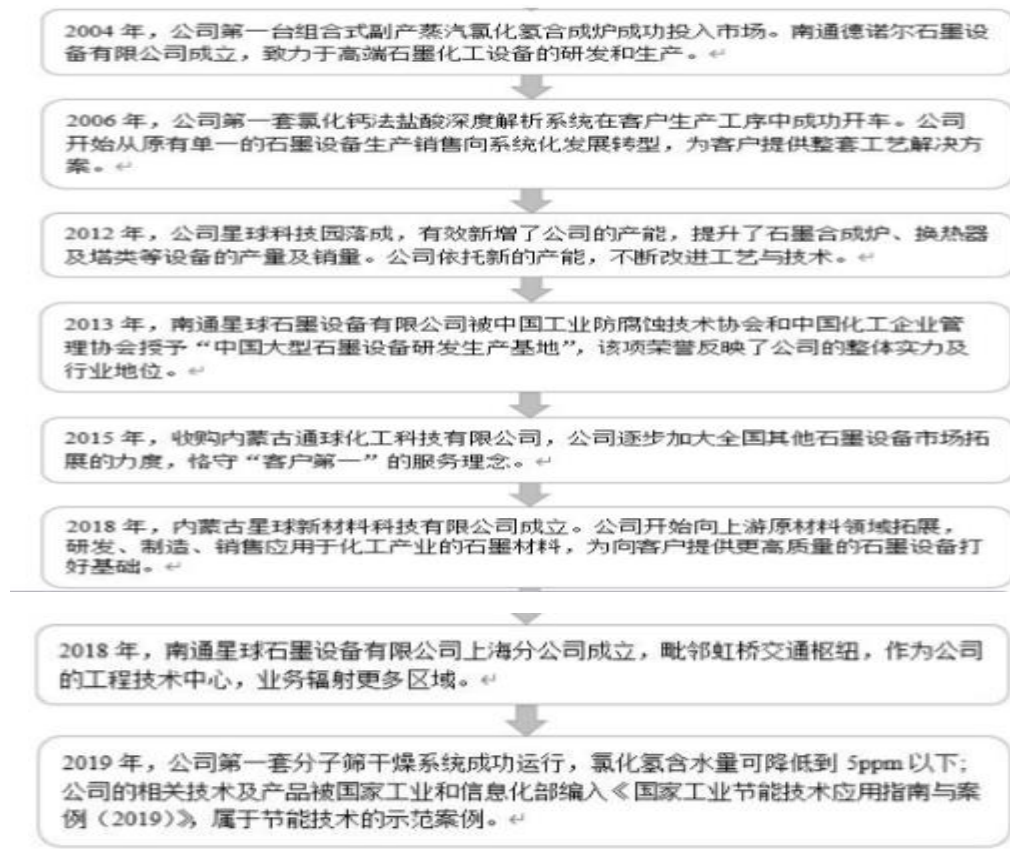 2004 年，公司第一台组合式副产蒸汽氯化氢合成炉成功投入市场。南通德诺尔石墨设
备有限公司成立，致力于高端石墨化工设备的研发和生产。
2006 年，公司第一套氯化钙法盐酸深度解析系统在客户生产工序中成功开车。公司
开始从原有单一的石墨设备生产销售向系统化发展转型，为客户提供整套工艺解决方
案。
2012 年，公司星球科技园落成，有效新增了公司的产能，提升了石墨合成炉、换热器
及塔类等设备的产量及销量。公司依托新的产能，不断改进工艺与技术。
2013 年，南通星球石墨设备有限公司被中国工业防腐蚀技术协会和中国化工企业管
理协会授予“中国大型石墨设备研发生产基地”，该项荣誉反映了公司的整体实力及
行业地位。
2015 年，收购内蒙古通球化工科技有限公司，公司逐步加大全国其他石墨设备市场拓
展的力度，恪守“客户第一”的服务理念。
2018 年，内蒙古星球新材料科技有限公司成立。公司开始向上游原材料领域拓展，
研发、制造、销售应用于化工产业的石墨材料，为向客户提供更高质量的石墨设备打
好基础。
2018 年，南通星球石墨设备有限公司上海分公司成立，毗邻虹桥交通枢纽，作为公司
的工程技术中心，业务辐射更多区域。
2019 年，公司第一套分子筛干燥系统成功运行，氯化氢含水量可降低到 5ppm 以下；
公司的相关技术及产品被国家工业和信息化部编入《国家工业节能技术应用指南与案
例（2019）》，属于节能技术的示范案例。